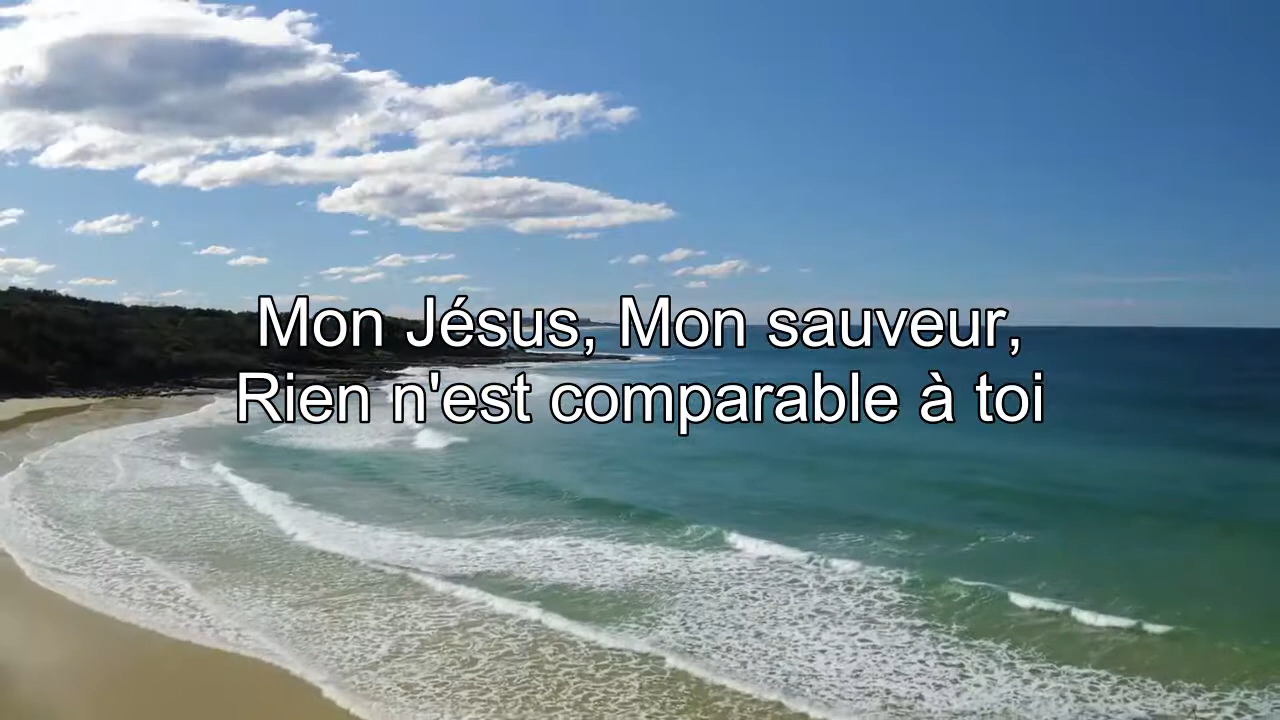 Mon Jésus, Mon sauveur,
Rien n'est comparable à toi